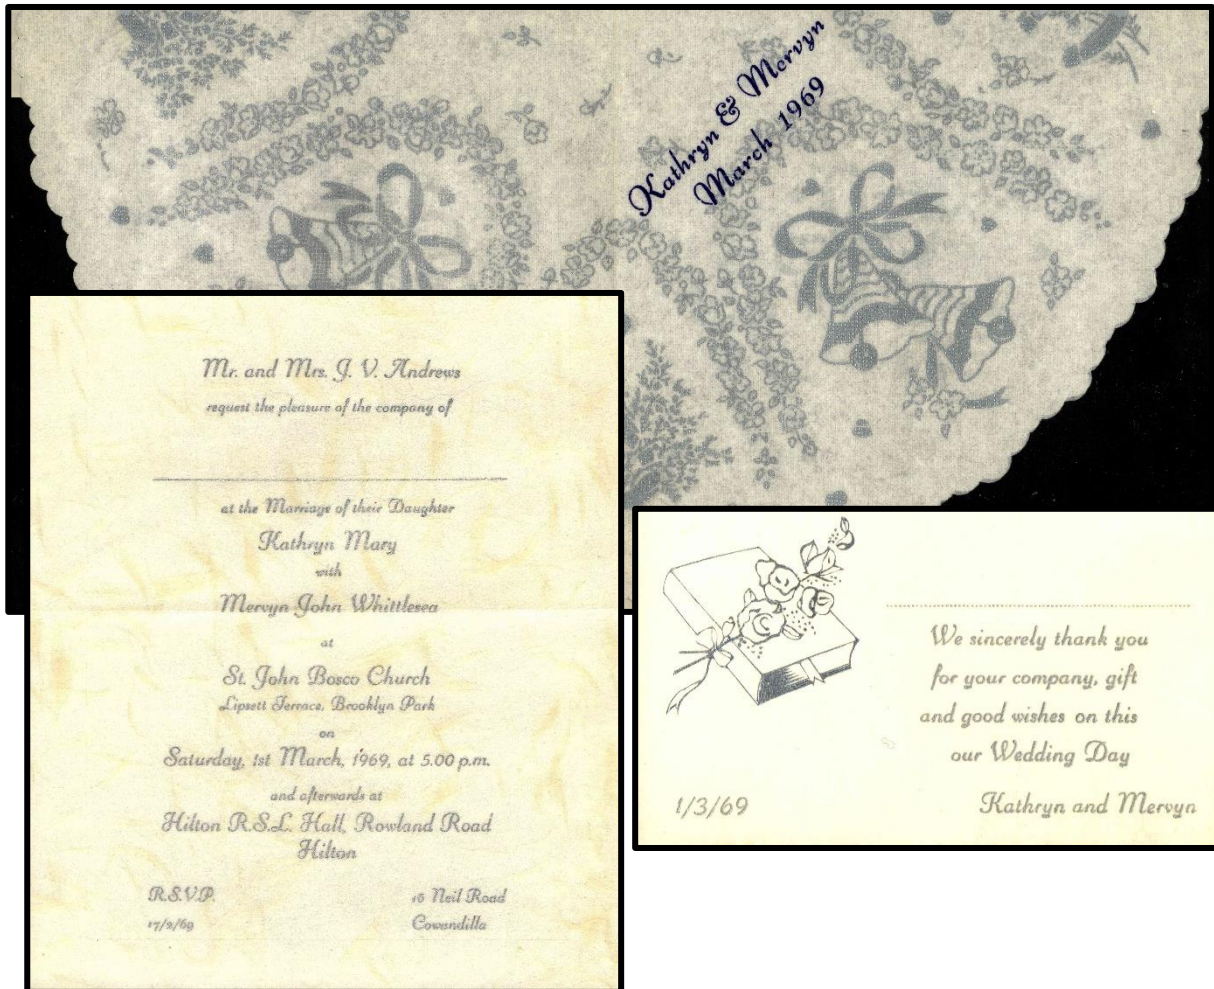 Kathryn & Mervyn
March 1969
Mr. and Mrs. J. V. Andrews
request the pleasure of the company of
at the Marriage of their Daughter
Kathryn Mary
with
Mervyn John Whittlesea
at
St. John Bosco Church
Lipsett Terrace, Brooklyn Park
on
Saturday, 1st March, 1969, at 5.00 p.m.
and afterwards at
Hilton R.S.L. Hall, Rowland Road
Hilton
R.S.V.P.
17/2/69
16 Neil Road
Cowandilla
We sincerely thank you
for your company, gift
and good wishes on this
our Wedding Day
1/3/69
Kathryn and Mervyn